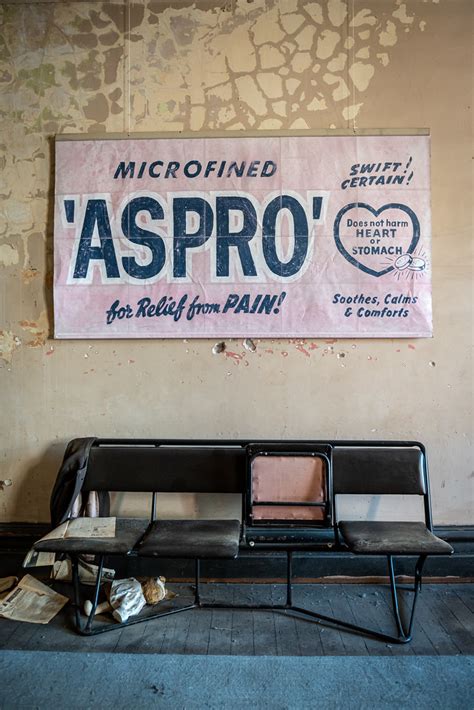 MICROFINED
'ASPRO'
for Relief from PAIN!
SWIFT!
CERTAIN!
Does not harm
HEART
or
STOMACH
Soothes, Calms
& Comforts